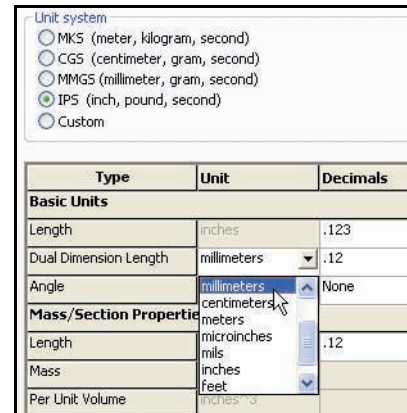 Unit system
MKS (meter, kilogram, second)
CGS (centimeter, gram, second)
MMGS (millimeter, gram, second)
IPS (inch, pound, second)
Custom
Type Unit Decimals
Basic Units
Length inches .123
Dual Dimension Length millimeters .12
Angle millimeters None
centimeters
Mass/Section Propertie meters
microinches
Length mils .12
Mass inches
feet
Per Unit Volume inches^3